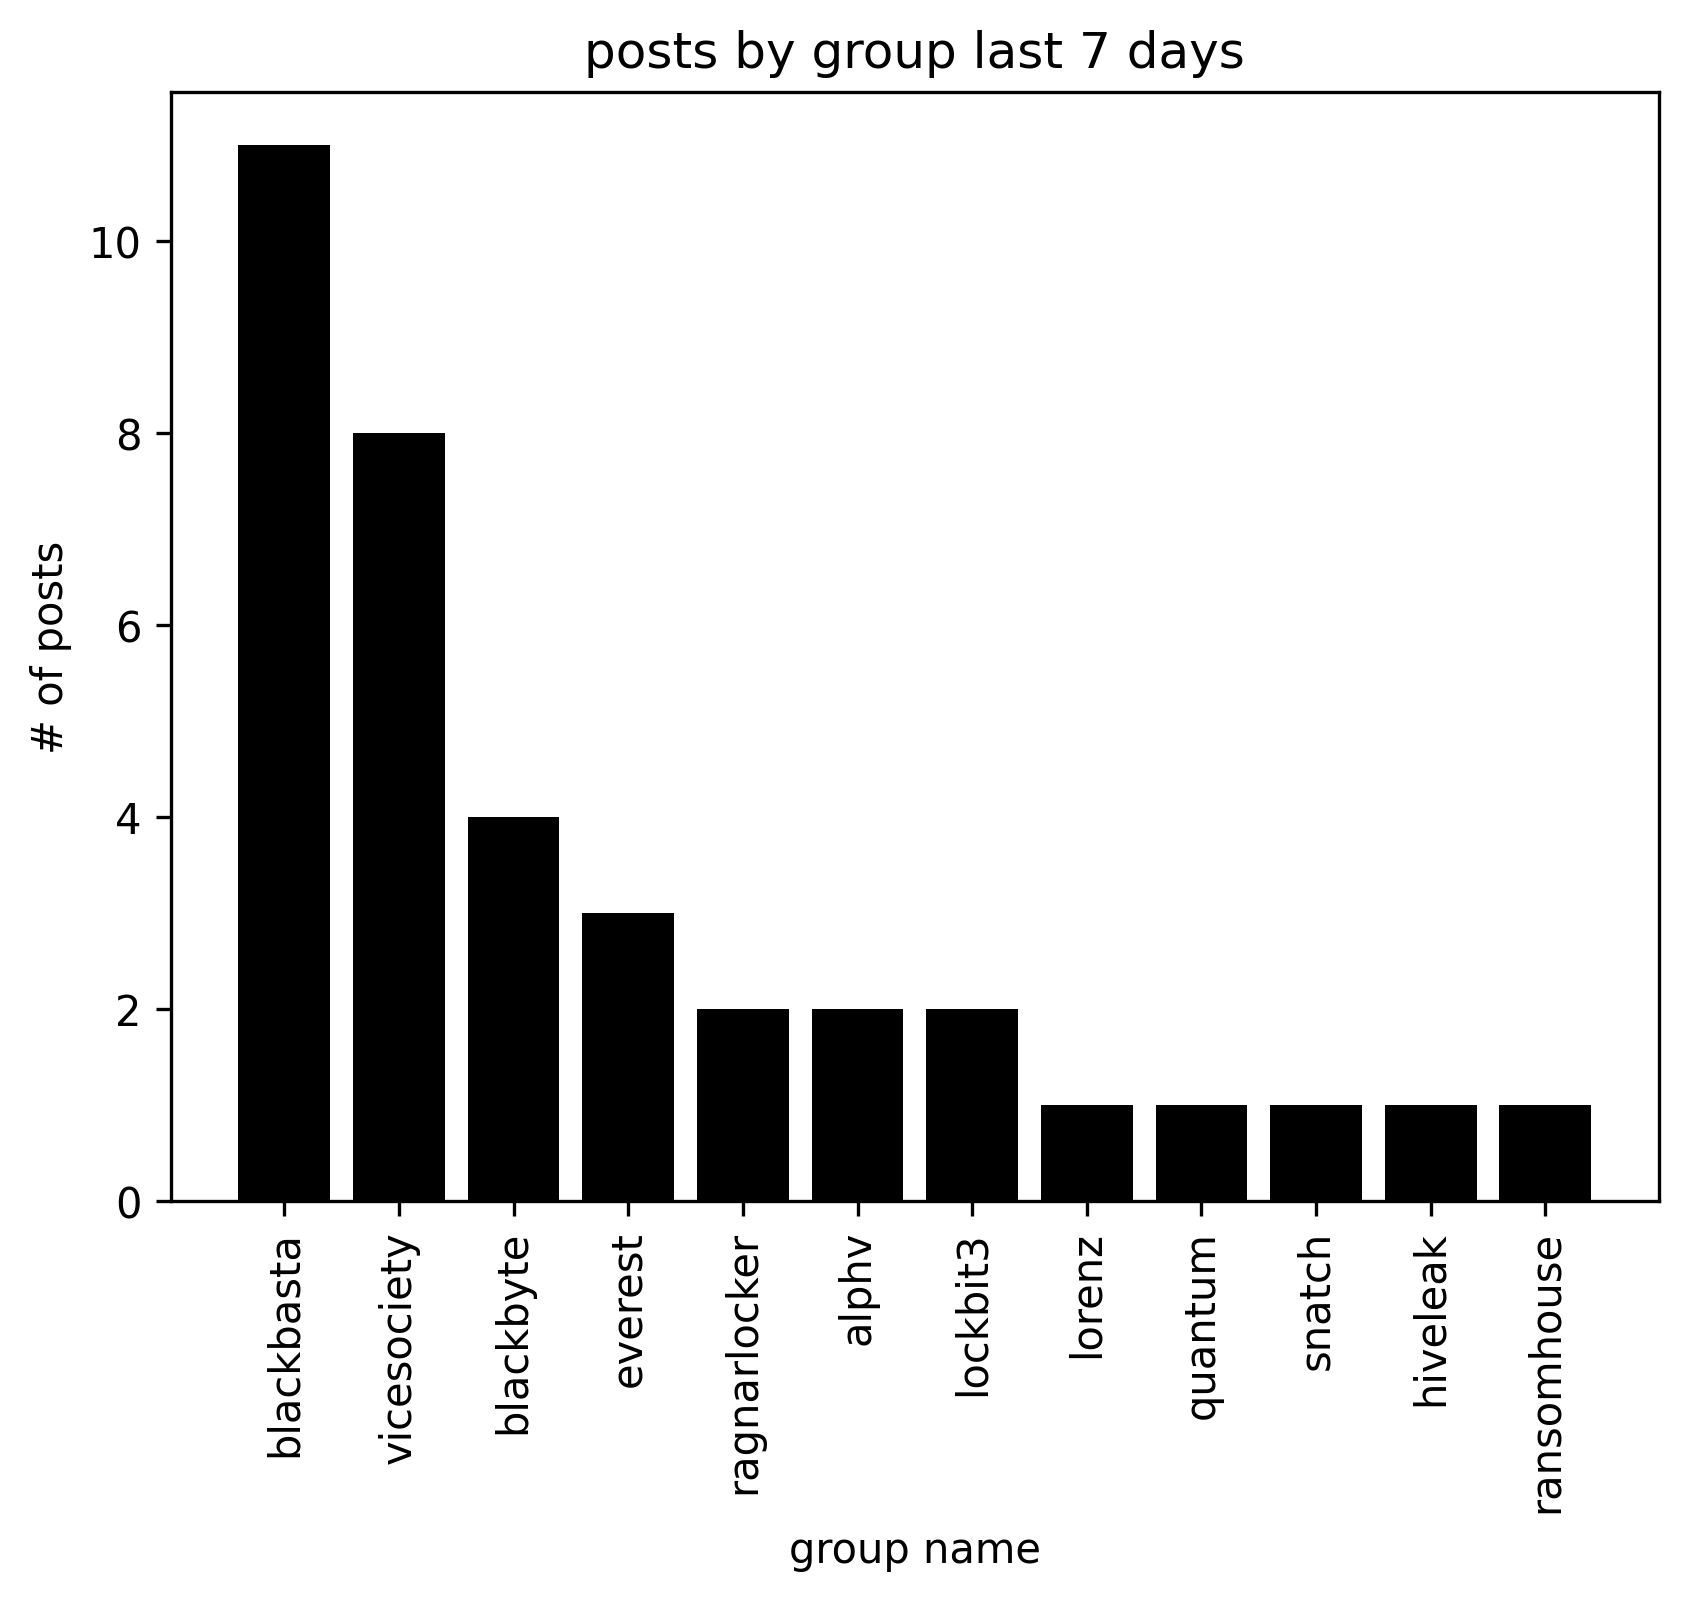 posts by group last 7 days
# of posts
10
8
6
4
2
0
blackbasta
vicesociety
blackbyte
everest
ragnarlocker
alphv
lockbit3
lorenz
quantum
snatch
hiveleak
ransomhouse
group name